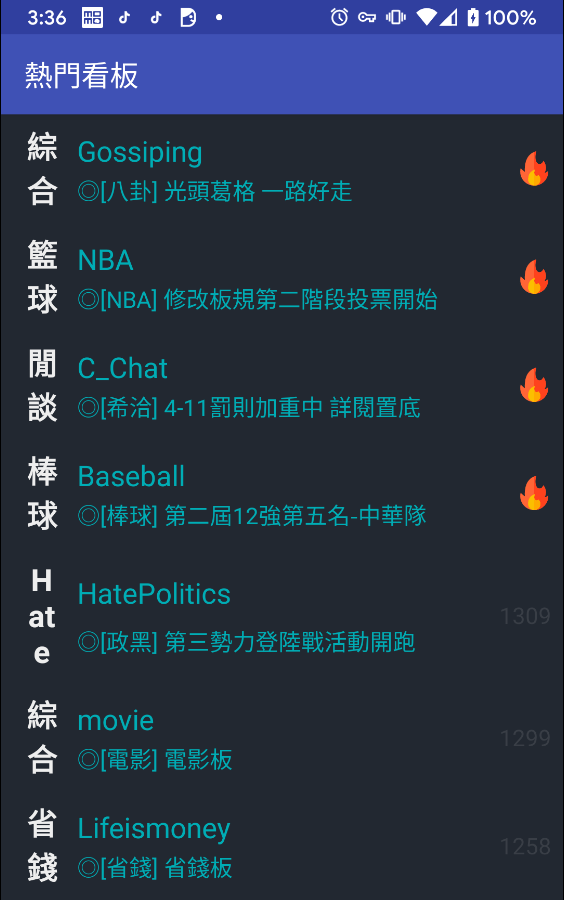 3:36
100%
熱門看板
綜合
Gossiping
◎[八卦] 光頭葛格 一路好走
籃球
NBA
◎[NBA] 修改板規第二階段投票開始
閒談
C_Chat
◎[希洽] 4-11罰則加重中 詳閱置底
棒球
Baseball
◎[棒球] 第二屆12強第五名-中華隊
Hate
HatePolitics
◎[政黑] 第三勢力登陸戰活動開跑
1309
綜合
movie
◎[電影] 電影板
1299
省錢
Lifeismoney
◎[省錢] 省錢板
1258